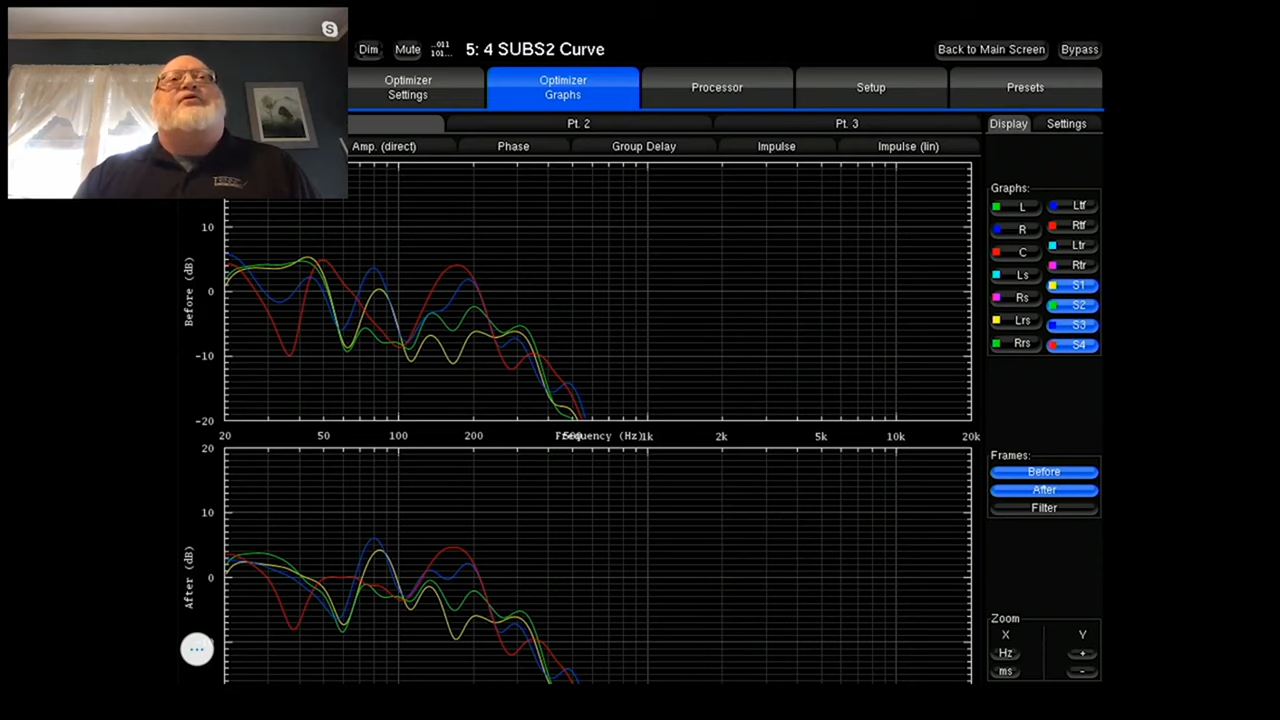 Dim Mute ..011 101... 5: 4 SUBS2 Curve Back to Main Screen Bypass
Optimizer Settings Optimizer Graphs Processor Setup Presets
Pt. 2 Pt. 3 Display Settings
Amp. (direct) Phase Group Delay Impulse Impulse (lin)
Graphs:
L Ltf
R Rtf
C Ltr
Ls Rtr
Rs S1
Lrs S2
Rrs S3
S4
Before (dB)
10
0
-10
-20
20 50 100 200 Frequency (Hz) 1k 2k 5k 10k 20k
Frames:
Before
After
Filter
After (dB)
20
10
0
Zoom
X Y
Hz +
ms -